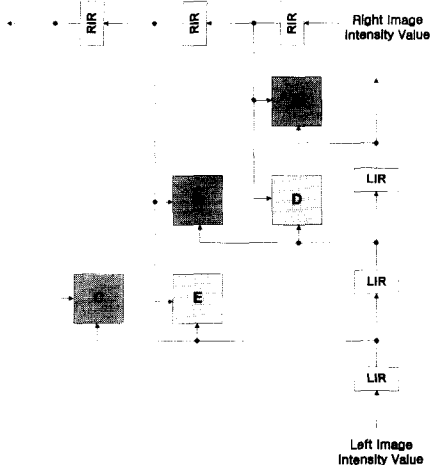 RIR RIR RIR Right Image
Intensity Value
LIR
D
LIR
E
LIR
Left Image
Intensity Value